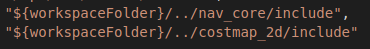 "${workspaceFolder}/../nav_core/include",
"${workspaceFolder}/../costmap_2d/include"